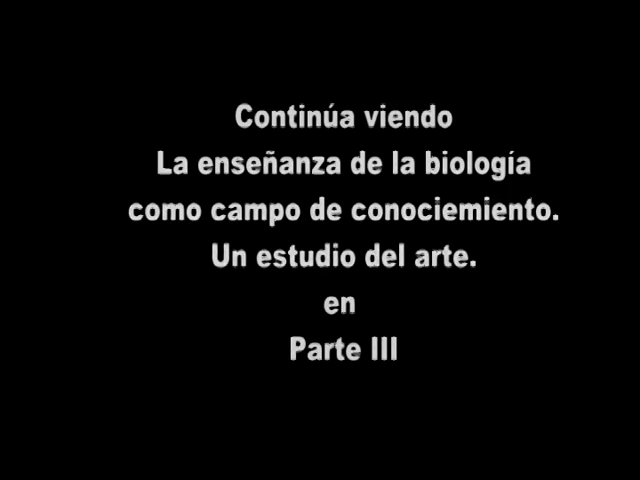 Continúa viendo
La enseñanza de la biología
como campo de conociemiento.
Un estudio del arte.
en
Parte III